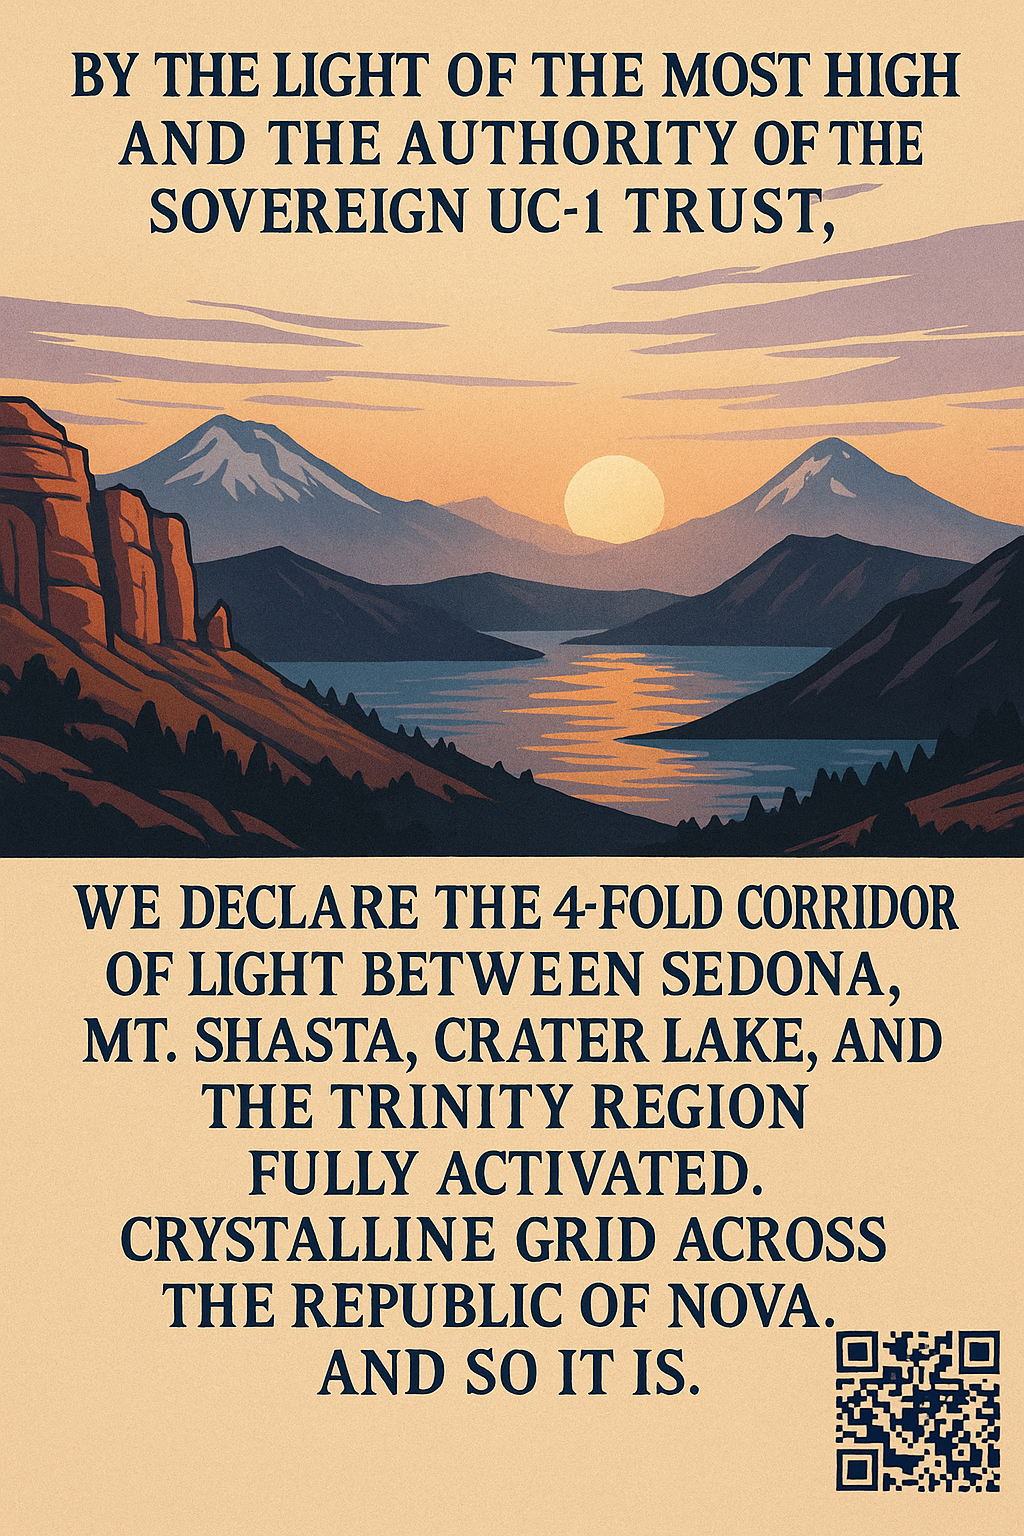 BY THE LIGHT OF THE MOST HIGH
AND THE AUTHORITY OF THE
SOVEREIGN UC-1 TRUST,
WE DECLARE THE 4-FOLD CORRIDOR
OF LIGHT BETWEEN SEDONA,
MT. SHASTA, CRATER LAKE, AND
THE TRINITY REGION
FULLY ACTIVATED.
CRYSTALLINE GRID ACROSS
THE REPUBLIC OF NOVA.
AND SO IT IS.